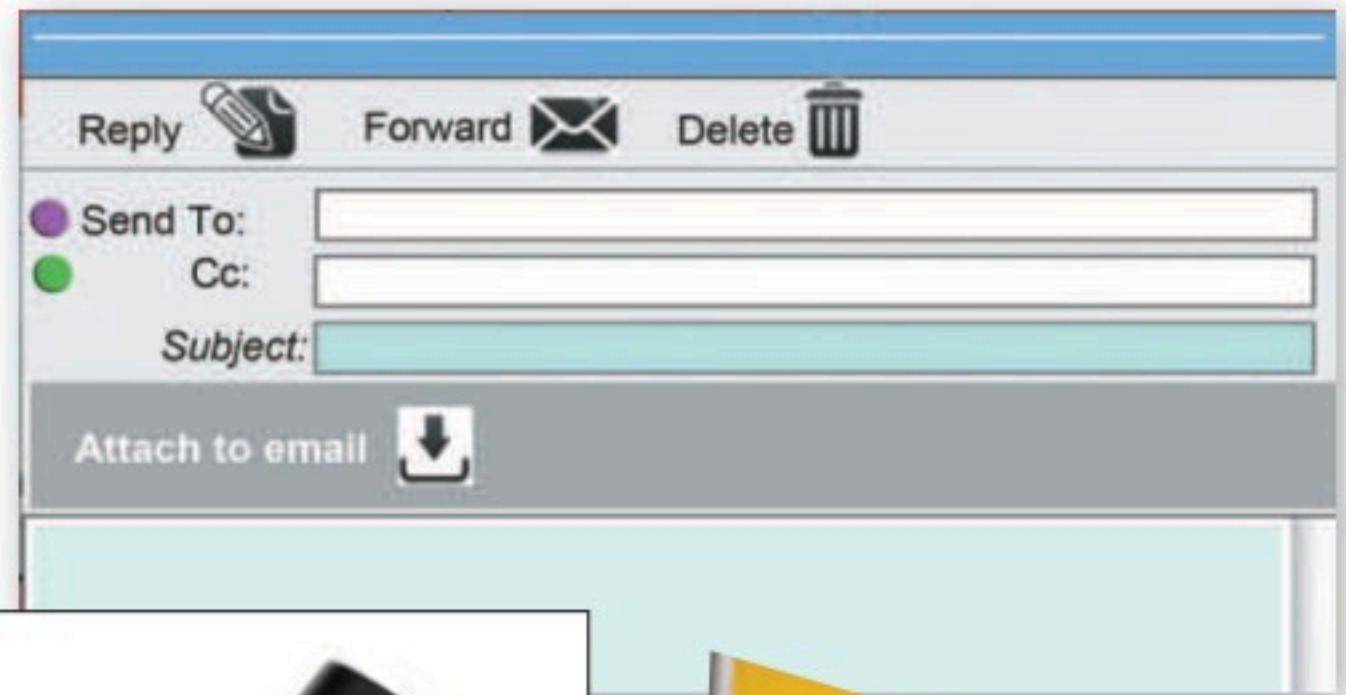 Reply Forward Delete
Send To:
Cc:
Subject:
Attach to email